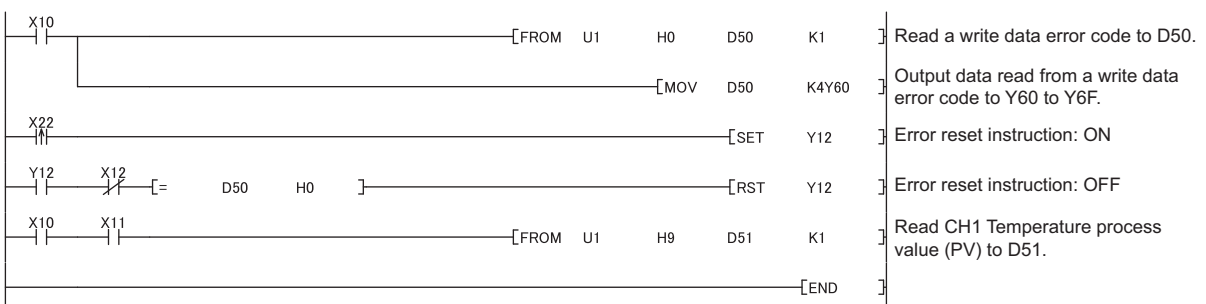 X10
[FROM U1 H0 D50 K1 ] Read a write data error code to D50.
[MOV D50 K4Y60 ] Output data read from a write data
error code to Y60 to Y6F.
X22
[SET Y12 ] Error reset instruction: ON
Y12 X12
[= D50 H0 ] [RST Y12 ] Error reset instruction: OFF
X10 X11
[FROM U1 H9 D51 K1 ] Read CH1 Temperature process
value (PV) to D51.
[END ]